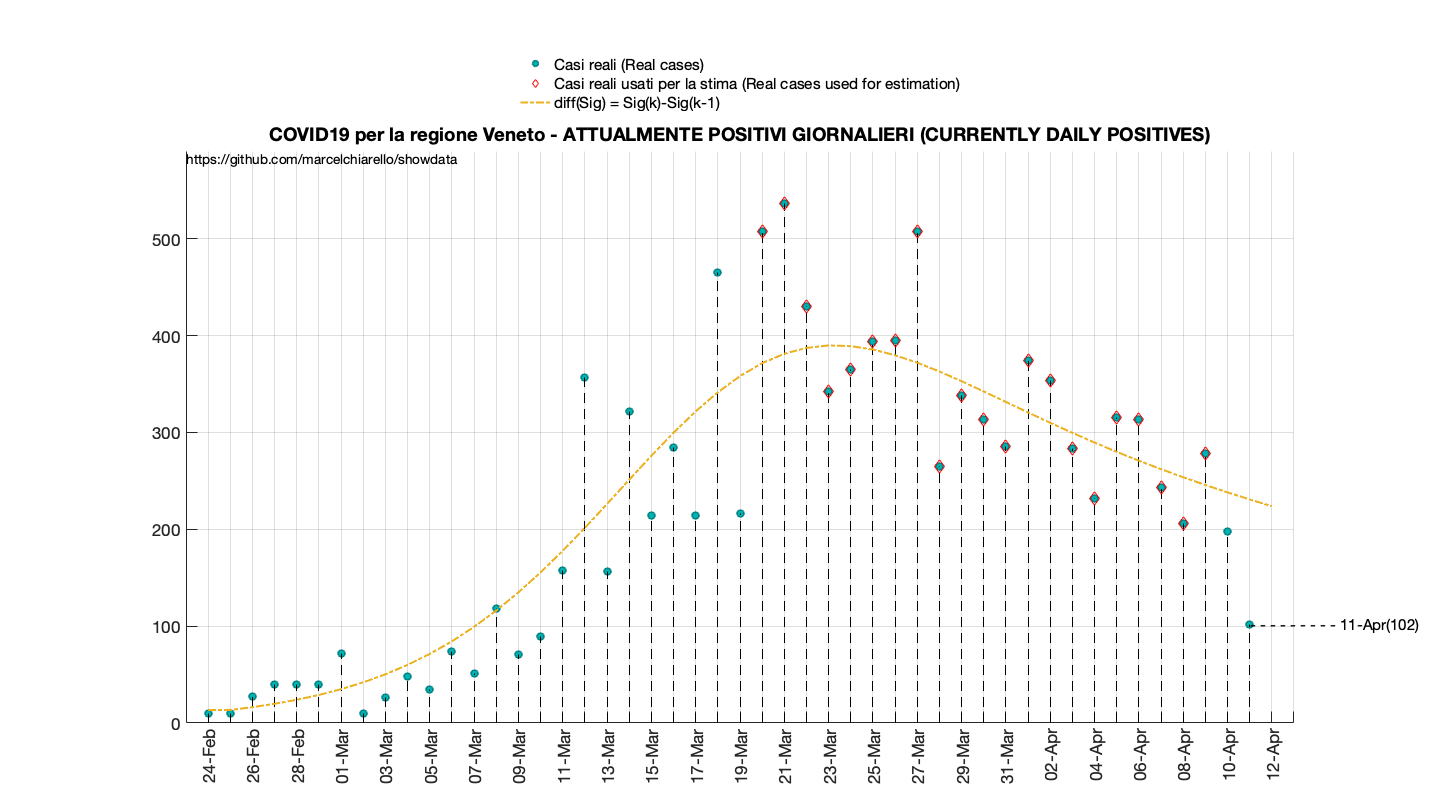 Casi reali (Real cases)
Casi reali usati per la stima (Real cases used for estimation)
diff(Sig) = Sig(k)-Sig(k-1)
COVID19 per la regione Veneto - ATTUALMENTE POSITIVI GIORNALIERI (CURRENTLY DAILY POSITIVES)
https://github.com/marcelchiarello/showdata
500
400
300
200
100
0
11-Apr(102)
24-Feb
26-Feb
28-Feb
01-Mar
03-Mar
05-Mar
07-Mar
09-Mar
11-Mar
13-Mar
15-Mar
17-Mar
19-Mar
21-Mar
23-Mar
25-Mar
27-Mar
29-Mar
31-Mar
02-Apr
04-Apr
06-Apr
08-Apr
10-Apr
12-Apr